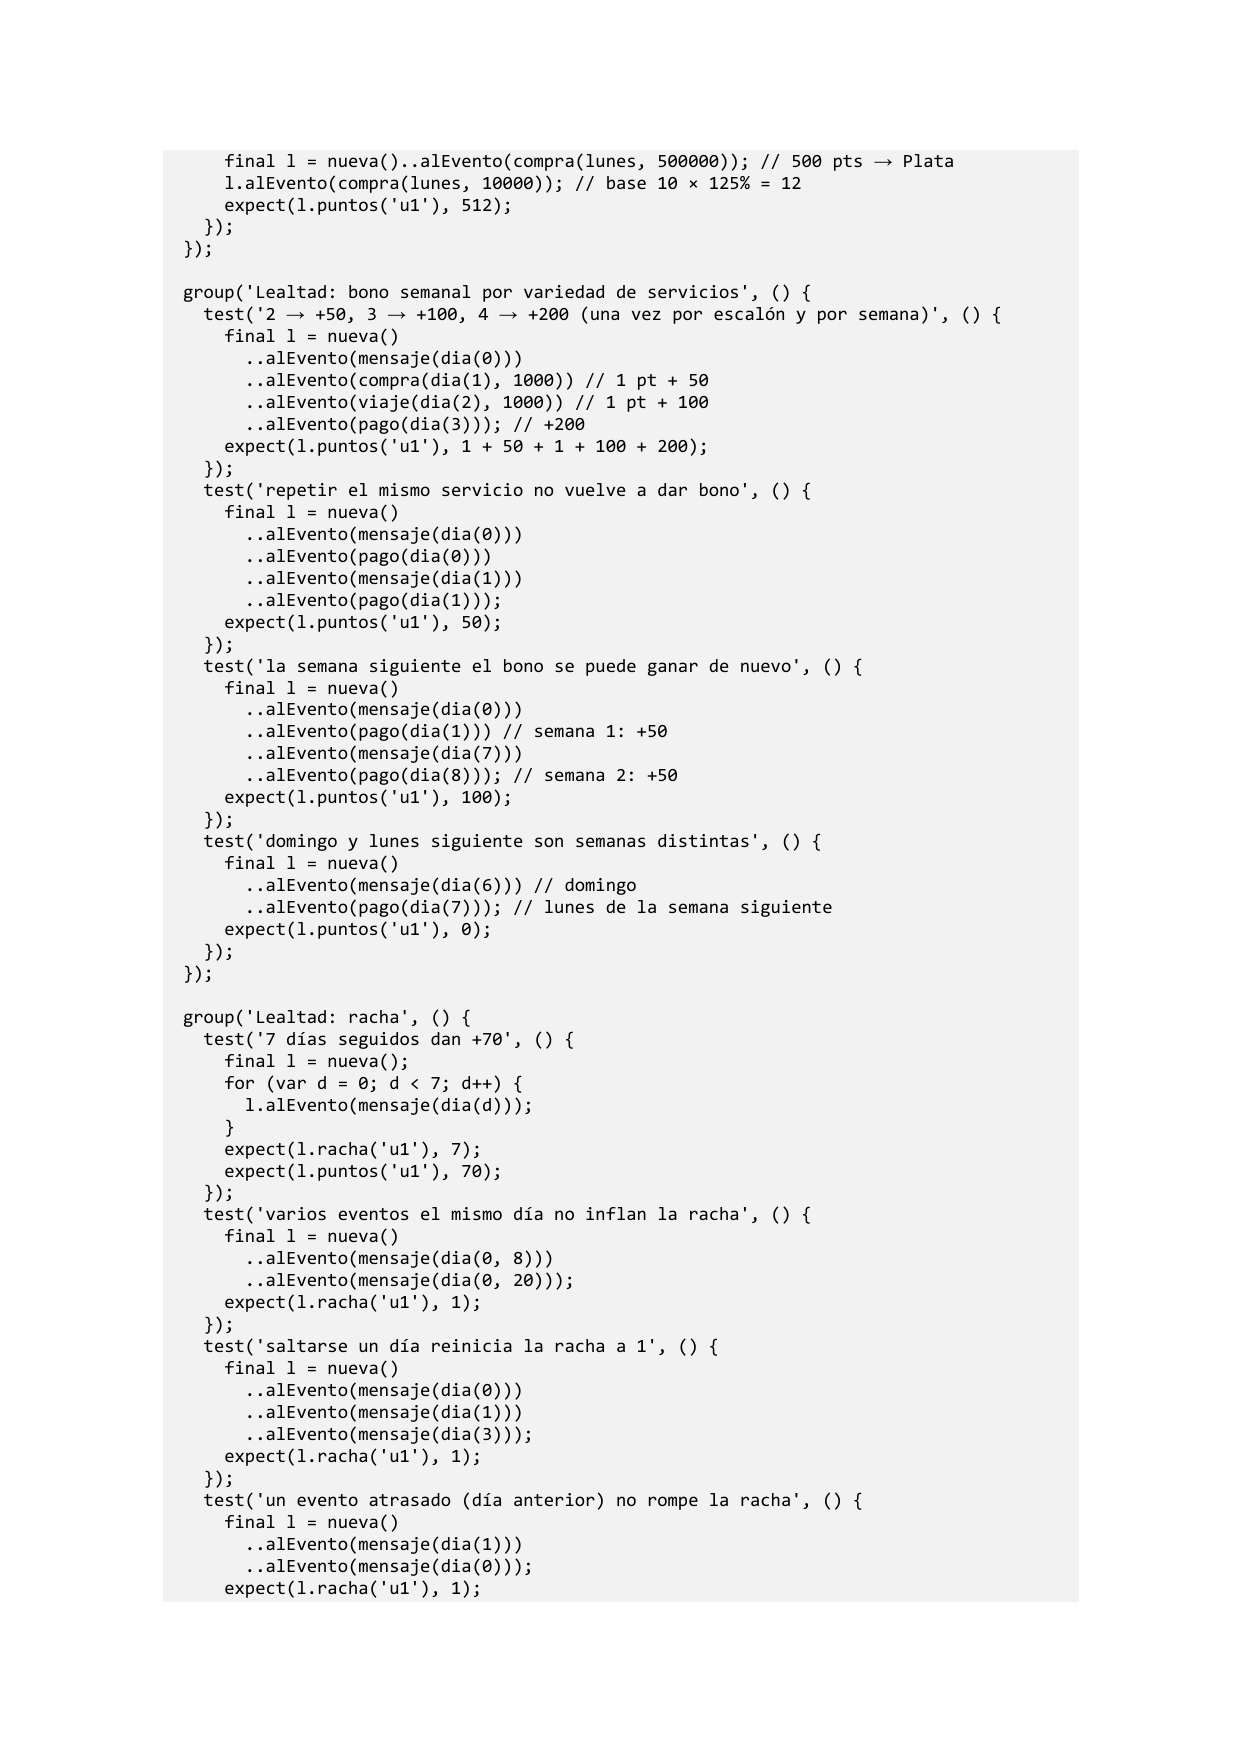 final l = nueva()..alEvento(compra(lunes, 500000)); // 500 pts → Plata
    l.alEvento(compra(lunes, 10000)); // base 10 × 125% = 12
    expect(l.puntos('u1'), 512);
  });
});

group('Lealtad: bono semanal por variedad de servicios', () {
  test('2 → +50, 3 → +100, 4 → +200 (una vez por escalón y por semana)', () {
    final l = nueva()
      ..alEvento(mensaje(dia(0)))
      ..alEvento(compra(dia(1), 1000)) // 1 pt + 50
      ..alEvento(viaje(dia(2), 1000)) // 1 pt + 100
      ..alEvento(pago(dia(3))); // +200
    expect(l.puntos('u1'), 1 + 50 + 1 + 100 + 200);
  });
  test('repetir el mismo servicio no vuelve a dar bono', () {
    final l = nueva()
      ..alEvento(mensaje(dia(0)))
      ..alEvento(pago(dia(0)))
      ..alEvento(mensaje(dia(1)))
      ..alEvento(pago(dia(1)));
    expect(l.puntos('u1'), 50);
  });
  test('la semana siguiente el bono se puede ganar de nuevo', () {
    final l = nueva()
      ..alEvento(mensaje(dia(0)))
      ..alEvento(pago(dia(1))) // semana 1: +50
      ..alEvento(mensaje(dia(7)))
      ..alEvento(pago(dia(8))); // semana 2: +50
    expect(l.puntos('u1'), 100);
  });
  test('domingo y lunes siguiente son semanas distintas', () {
    final l = nueva()
      ..alEvento(mensaje(dia(6))) // domingo
      ..alEvento(pago(dia(7))); // lunes de la semana siguiente
    expect(l.puntos('u1'), 0);
  });
});

group('Lealtad: racha', () {
  test('7 días seguidos dan +70', () {
    final l = nueva();
    for (var d = 0; d < 7; d++) {
      l.alEvento(mensaje(dia(d)));
    }
    expect(l.racha('u1'), 7);
    expect(l.puntos('u1'), 70);
  });
  test('varios eventos el mismo día no inflan la racha', () {
    final l = nueva()
      ..alEvento(mensaje(dia(0, 8)))
      ..alEvento(mensaje(dia(0, 20)));
    expect(l.racha('u1'), 1);
  });
  test('saltarse un día reinicia la racha a 1', () {
    final l = nueva()
      ..alEvento(mensaje(dia(0)))
      ..alEvento(mensaje(dia(1)))
      ..alEvento(mensaje(dia(3)));
    expect(l.racha('u1'), 1);
  });
  test('un evento atrasado (día anterior) no rompe la racha', () {
    final l = nueva()
      ..alEvento(mensaje(dia(1)))
      ..alEvento(mensaje(dia(0)));
    expect(l.racha('u1'), 1);